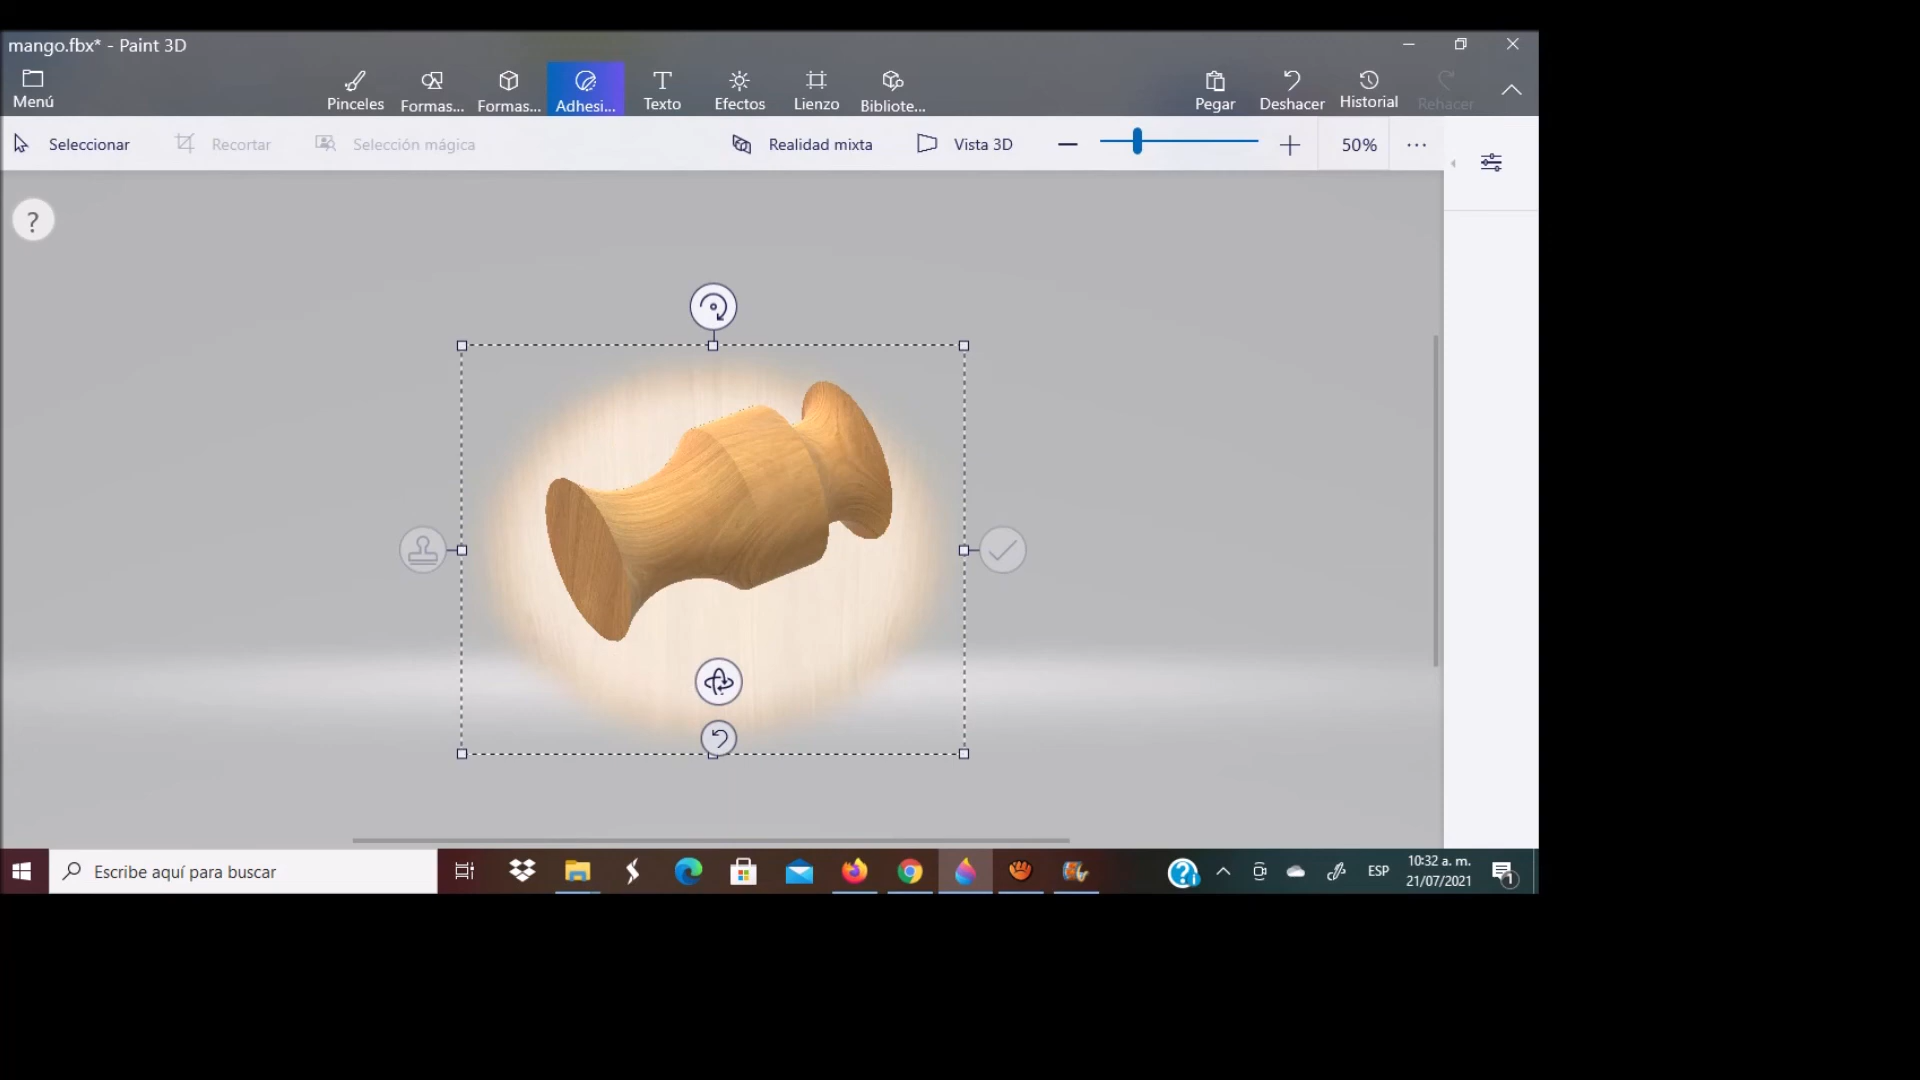 mango.fbx* - Paint 3D
Menú
Pinceles
Formas...
Formas...
Adhesi...
Texto
Efectos
Lienzo
Bibliote...
Pegar
Deshacer
Historial
Rehacer
Seleccionar
Recortar
Selección mágica
Realidad mixta
Vista 3D
50%
?
Escribe aquí para buscar
ESP
10:32 a. m.
21/07/2021
1